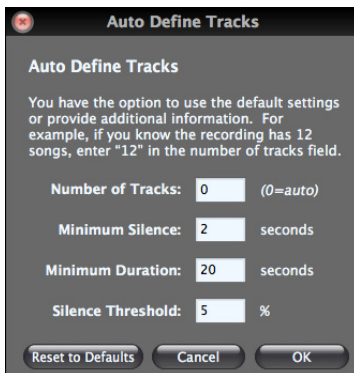 Auto Define Tracks
Auto Define Tracks
You have the option to use the default settings
or provide additional information.  For
example, if you know the recording has 12
songs, enter “12” in the number of tracks field.
Number of Tracks: 0 (0=auto)
Minimum Silence: 2 seconds
Minimum Duration: 20 seconds
Silence Threshold: 5 %
Reset to Defaults Cancel OK